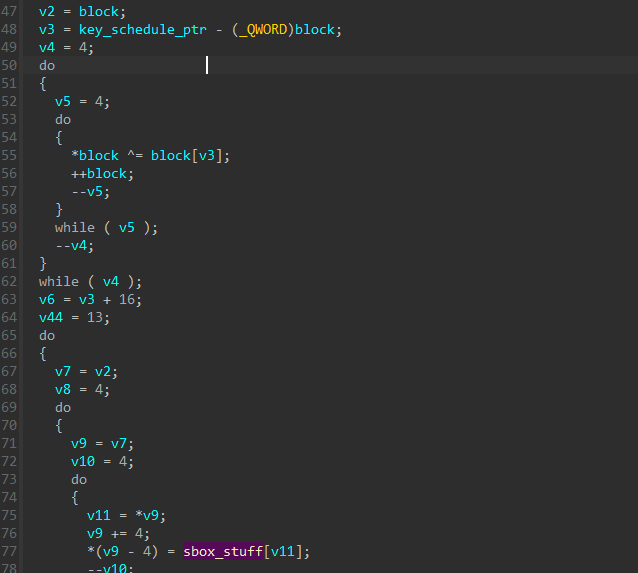 47 v2 = block;
48 v3 = key_schedule_ptr - (_QWORD)block;
49 v4 = 4;
50 do
51 {
52 v5 = 4;
53 do
54 {
55 *block ^= block[v3];
56 ++block;
57 --v5;
58 }
59 while ( v5 );
60 --v4;
61 }
62 while ( v4 );
63 v6 = v3 + 16;
64 v44 = 13;
65 do
66 {
67 v7 = v2;
68 v8 = 4;
69 do
70 {
71 v9 = v7;
72 v10 = 4;
73 do
74 {
75 v11 = *v9;
76 v9 += 4;
77 *(v9 - 4) = sbox_stuff[v11];
78 --v10;